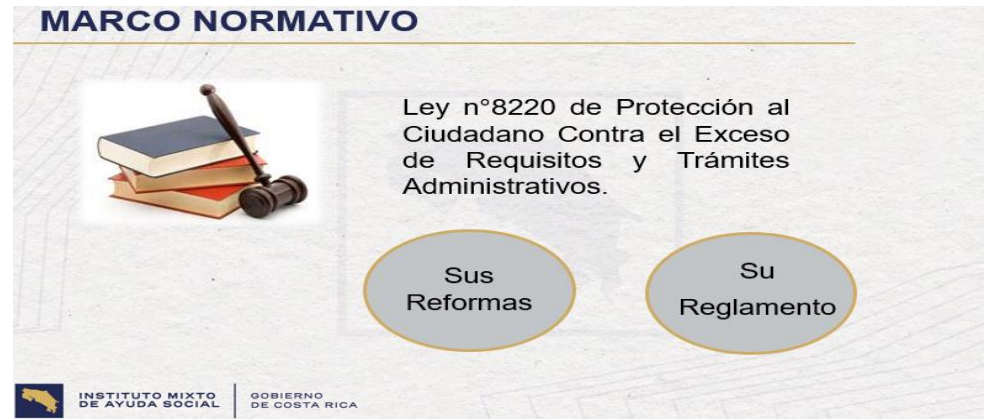 MARCO NORMATIVO
Ley n°8220 de Protección al
Ciudadano Contra el Exceso
de Requisitos y Trámites
Administrativos.
Sus
Reformas
Su
Reglamento
INSTITUTO MIXTO
DE AYUDA SOCIAL
GOBIERNO
DE COSTA RICA